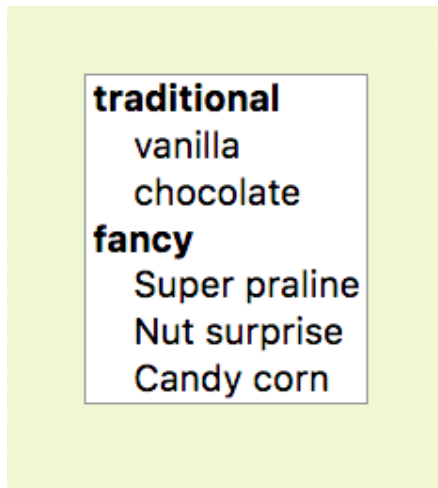 traditional
vanilla
chocolate
fancy
Super praline
Nut surprise
Candy corn